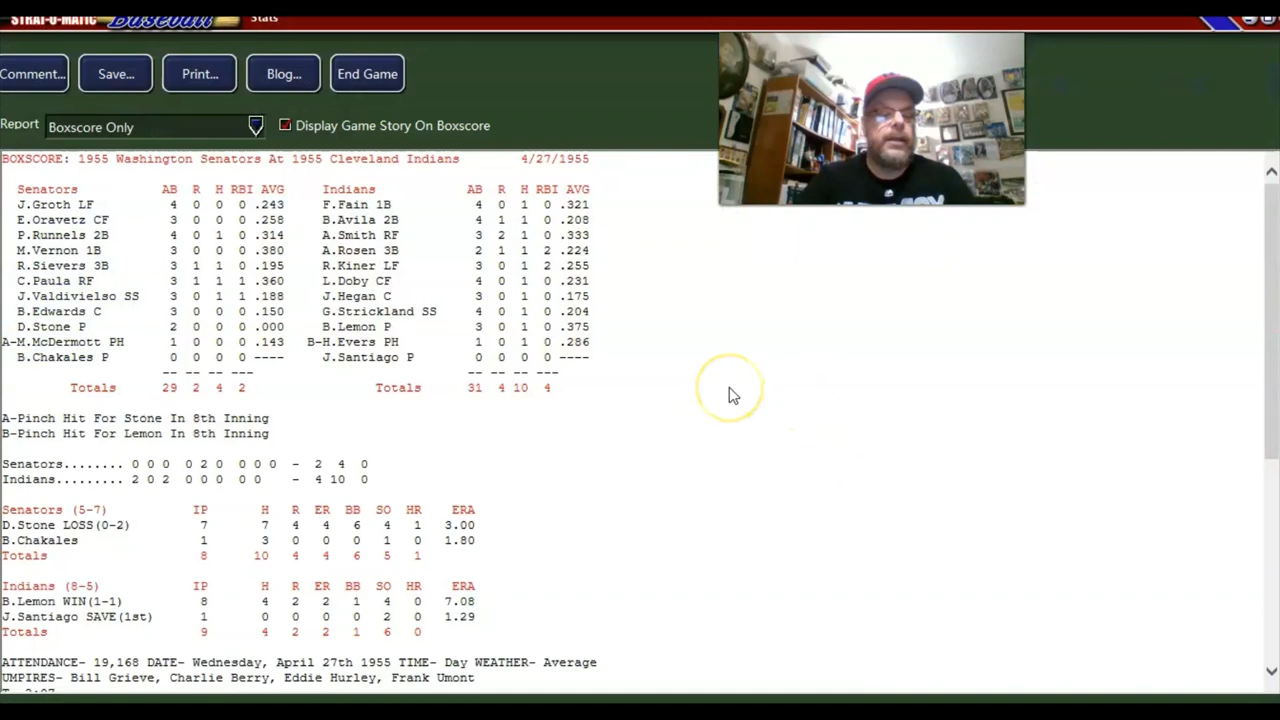 STRAT-O-MATIC Baseball Stats
Comment... Save... Print... Blog... End Game
Report Boxscore Only Display Game Story On Boxscore
BOXSCORE: 1955 Washington Senators At 1955 Cleveland Indians 4/27/1955
Senators AB R H RBI AVG Indians AB R H RBI AVG
J.Groth LF 4 0 0 0 .243 F.Fain 1B 4 0 1 0 .321
E.Oravetz CF 3 0 0 0 .258 B.Avila 2B 4 1 1 0 .208
P.Runnels 2B 4 0 1 0 .314 A.Smith RF 3 2 1 0 .333
M.Vernon 1B 3 0 0 0 .380 A.Rosen 3B 2 1 1 2 .224
R.Sievers 3B 3 1 1 0 .195 R.Kiner LF 3 0 1 2 .255
C.Paula RF 3 1 1 1 .360 L.Doby CF 4 0 1 0 .231
J.Valdivielso SS 3 0 1 1 .188 J.Hegan C 3 0 1 0 .175
B.Edwards C 3 0 0 0 .150 G.Strickland SS 4 0 1 0 .204
D.Stone P 2 0 0 0 .000 B.Lemon P 3 0 1 0 .375
A-M.McDermott PH 1 0 0 0 .143 B-H.Evers PH 1 0 1 0 .286
B.Chakales P 0 0 0 0 ---- J.Santiago P 0 0 0 0 ----
-- -- -- --- -- -- -- ---
Totals 29 2 4 2 Totals 31 4 10 4
A-Pinch Hit For Stone In 8th Inning
B-Pinch Hit For Lemon In 8th Inning
Senators........ 0 0 0 0 2 0 0 0 0 - 2 4 0
Indians......... 2 0 2 0 0 0 0 0 - 4 10 0
Senators (5-7) IP H R ER BB SO HR ERA
D.Stone LOSS(0-2) 7 7 4 4 6 4 1 3.00
B.Chakales 1 3 0 0 0 1 0 1.80
Totals 8 10 4 4 6 5 1
Indians (8-5) IP H R ER BB SO HR ERA
B.Lemon WIN(1-1) 8 4 2 2 1 4 0 7.08
J.Santiago SAVE(1st) 1 0 0 0 0 2 0 1.29
Totals 9 4 2 2 1 6 0
ATTENDANCE- 19,168 DATE- Wednesday, April 27th 1955 TIME- Day WEATHER- Average
UMPIRES- Bill Grieve, Charlie Berry, Eddie Hurley, Frank Umont